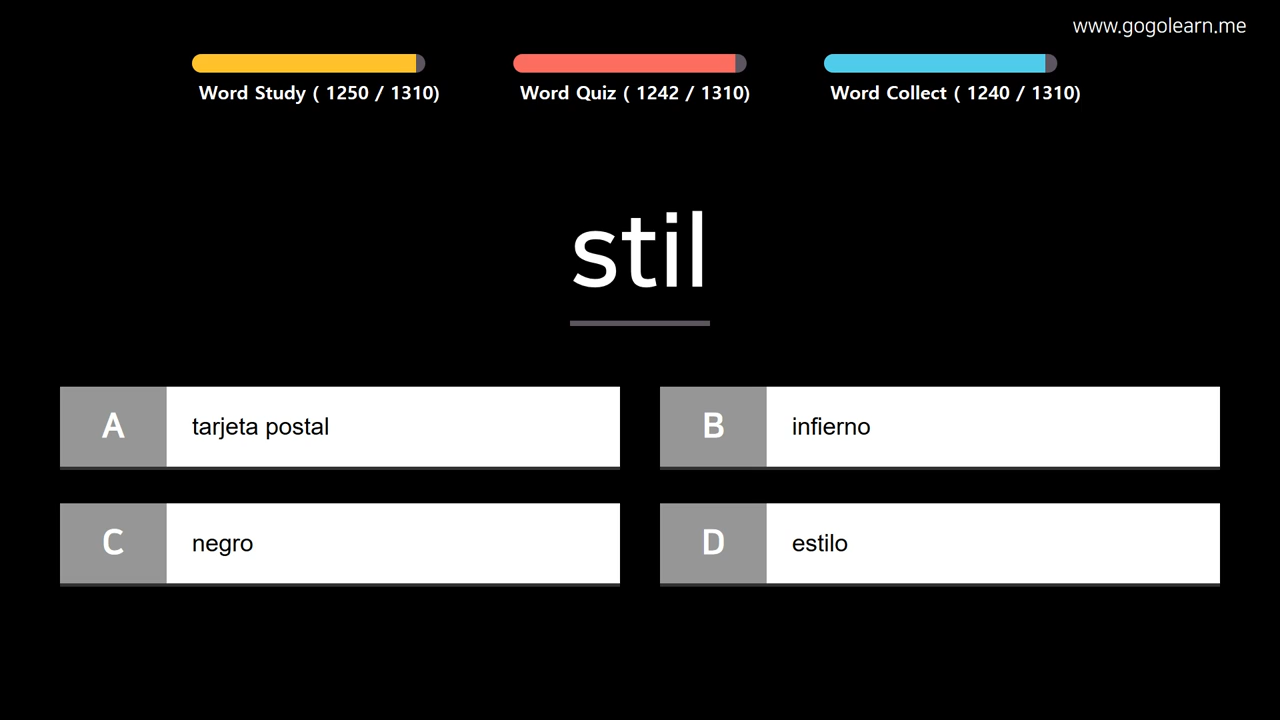 www.gogolearn.me
Word Study ( 1250 / 1310)
Word Quiz ( 1242 / 1310)
Word Collect ( 1240 / 1310)
stil
A tarjeta postal
B infierno
C negro
D estilo